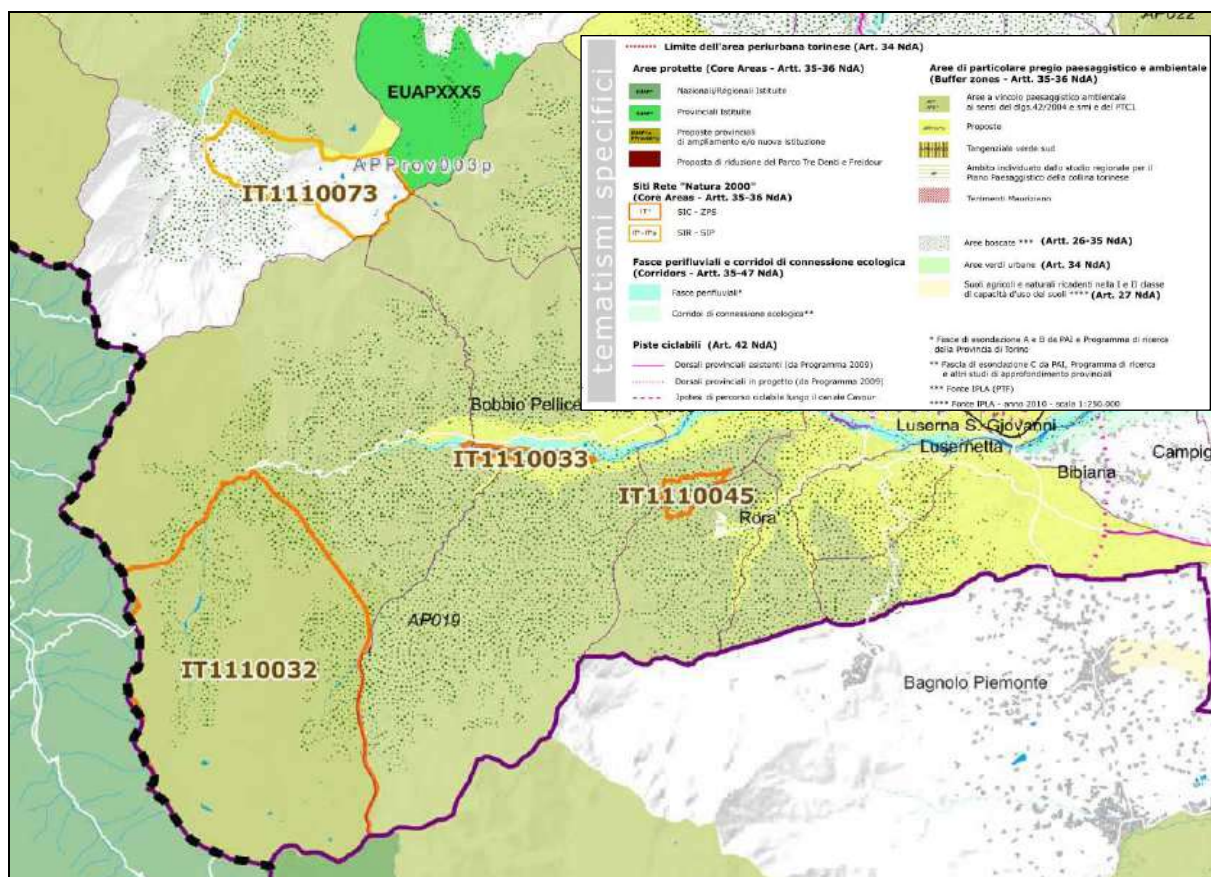 AP022
EUAPXXX5
APProv003p
IT1110073
Bobbio Pellice
IT1110033
IT1110045
Rorà
Luserna S. Giovanni
Lusernetta
Bibiana
Campig
AP019
IT1110032
Bagnolo Piemonte
tematismi specifici
Limite dell'area periurbana torinese (Art. 34 NdA)
Aree protette (Core Areas - Artt. 35-36 NdA)
Nazionali/Regionali Istituite
Provinciali Istituite
Proposte provinciali
di ampliamento e/o nuova istituzione
Proposta di riduzione del Parco Tre Denti e Freidour
Siti Rete "Natura 2000"
(Core Areas - Artt. 35-36 NdA)
SIC - ZPS
SIR - SIP
Fasce perifluviali e corridoi di connessione ecologica
(Corridors - Artt. 35-47 NdA)
Fasce perifluviali*
Corridoi di connessione ecologica**
Piste ciclabili (Art. 42 NdA)
Dorsali provinciali esistenti (da Programma 2009)
Dorsali provinciali in progetto (da Programma 2009)
Ipotesi di percorso ciclabile lungo il canale Cavour
Aree di particolare pregio paesaggistico e ambientale
(Buffer zones - Artt. 35-36 NdA)
Aree a vincolo paesaggistico ambientale
ai sensi del dlgs.42/2004 e smi e del PTC1
Proposte
Tangenziale verde sud
Ambito individuato dallo studio regionale per il
Piano Paesaggistico della collina torinese
Tenimenti Mauriziano
Aree boscate *** (Artt. 26-35 NdA)
Aree verdi urbane (Art. 34 NdA)
Suoli agricoli e naturali ricadenti nella I e II classe
di capacità d'uso dei suoli **** (Art. 27 NdA)
* Fasce di esondazione A e B da PAI e Programma di ricerca
della Provincia di Torino
** Fascia di esondazione C da PAI, Programma di ricerca
e altri studi di approfondimento provinciali
*** Fonte IPLA (PTF)
**** Fonte IPLA - anno 2010 - scala 1:250.000